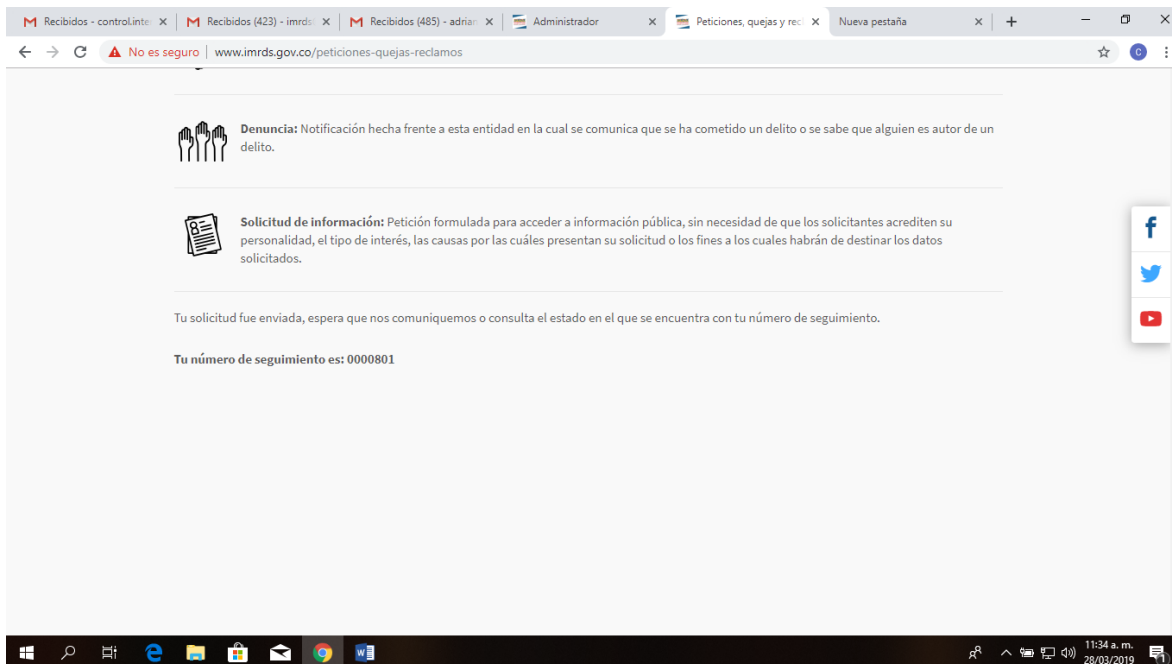 Recibidos - control.inter
Recibidos (423) - imrds
Recibidos (485) - adrian
Administrador
Peticiones, quejas y rec
Nueva pestaña
No es seguro | www.imrds.gov.co/peticiones-quejas-reclamos
C
Denuncia: Notificación hecha frente a esta entidad en la cual se comunica que se ha cometido un delito o se sabe que alguien es autor de un
delito.
Solicitud de información: Petición formulada para acceder a información pública, sin necesidad de que los solicitantes acrediten su
personalidad, el tipo de interés, las causas por las cuáles presentan su solicitud o los fines a los cuales habrán de destinar los datos
solicitados.
Tu solicitud fue enviada, espera que nos comuniquemos o consulta el estado en el que se encuentra con tu número de seguimiento.
Tu número de seguimiento es: 0000801
11:34 a. m.
28/03/2019